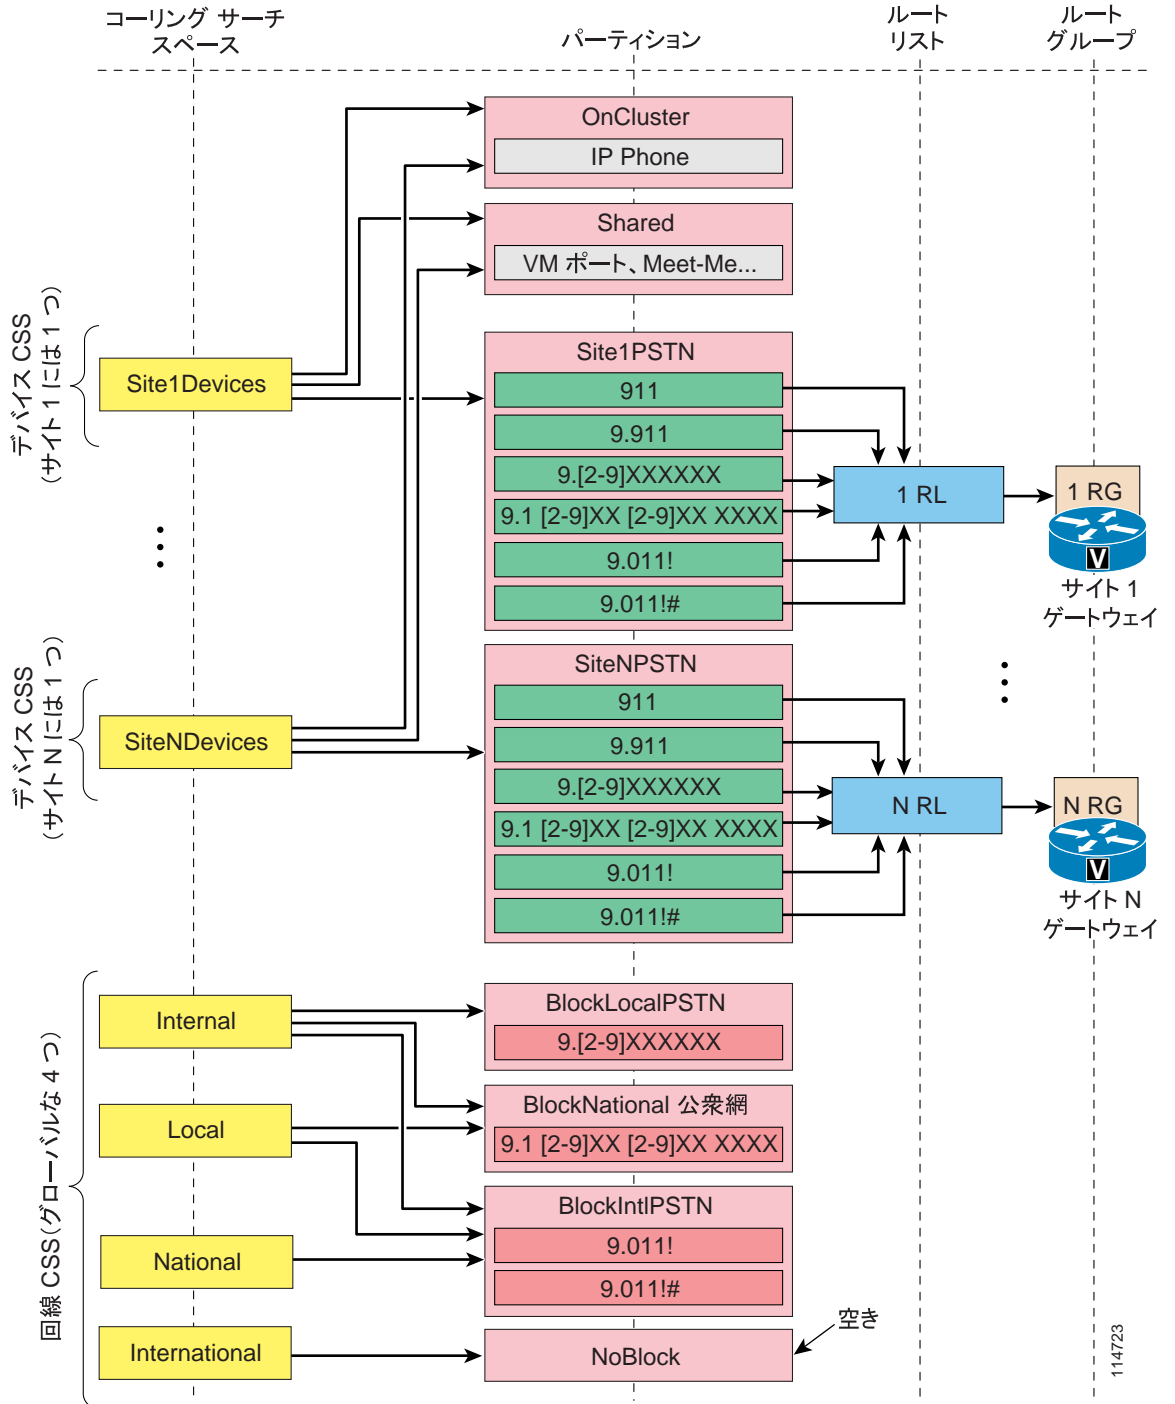 コーリング サーチ
スペース
パーティション
ルート
リスト
ルート
グループ
OnCluster
IP Phone
Shared
VM ポート、Meet-Me...
デバイス CSS
(サイト 1 には 1 つ)
Site1Devices
Site1PSTN
911
9.911
9.[2-9]XXXXXX
9.1 [2-9]XX [2-9]XX XXXX
9.011!
9.011!#
1 RL
1 RG
V
サイト 1
ゲートウェイ
デバイス CSS
(サイト N には 1 つ)
SiteNDevices
SiteNPSTN
911
9.911
9.[2-9]XXXXXX
9.1 [2-9]XX [2-9]XX XXXX
9.011!
9.011!#
N RL
N RG
V
サイト N
ゲートウェイ
回線 CSS(グローバルな 4 つ)
Internal
BlockLocalPSTN
9.[2-9]XXXXXX
Local
BlockNational 公衆網
9.1 [2-9]XX [2-9]XX XXXX
National
BlockIntlPSTN
9.011!
9.011!#
International
NoBlock
空き
114723